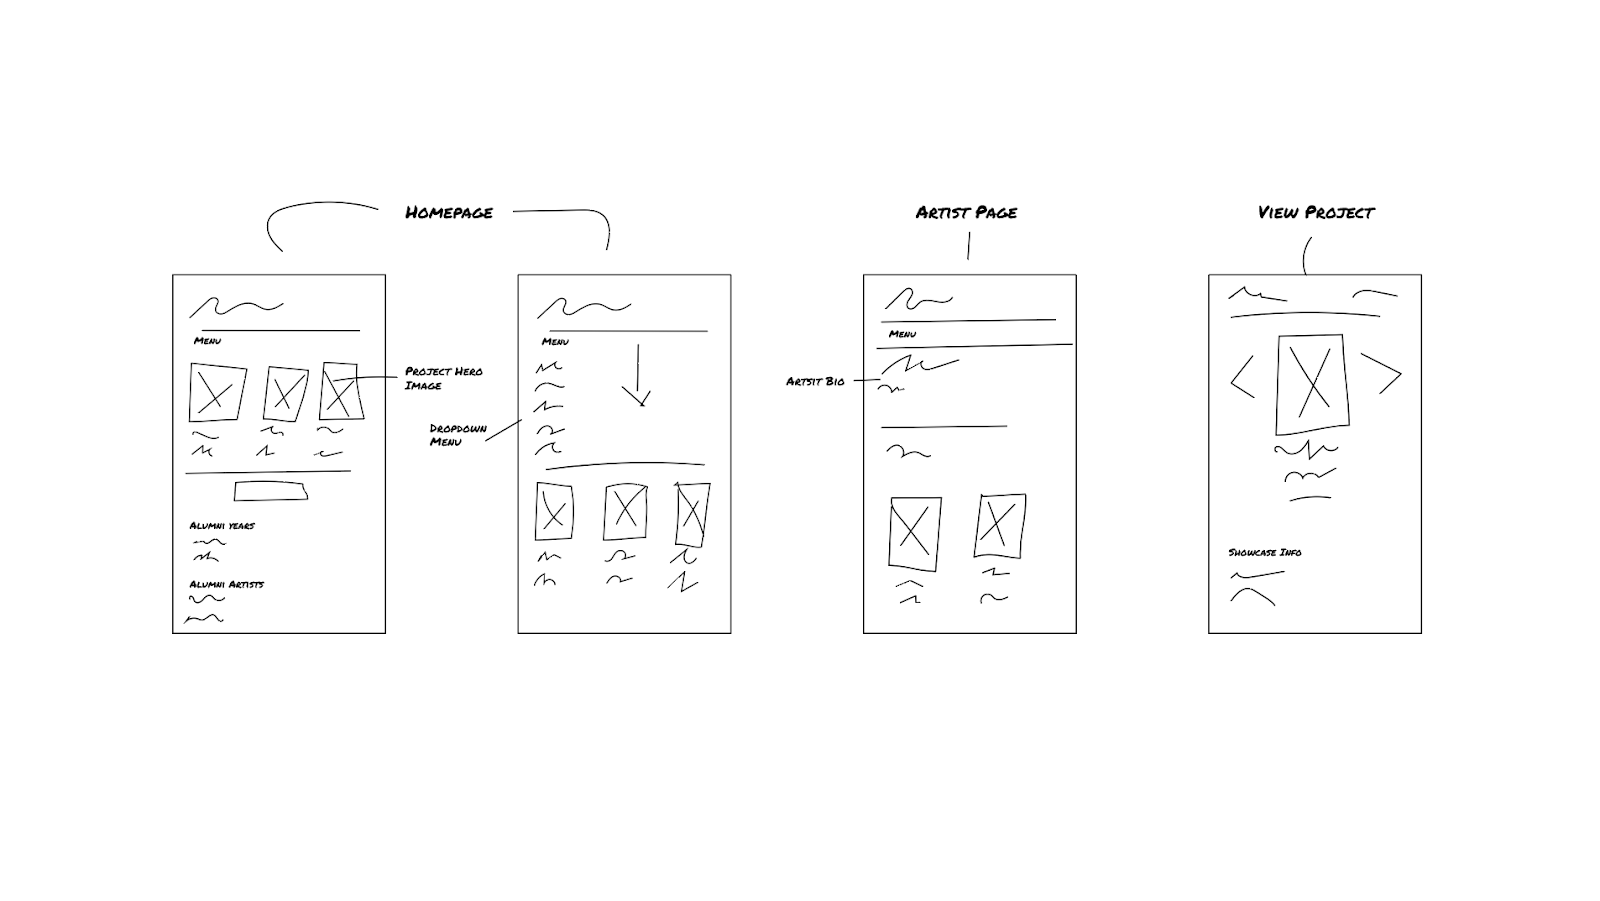 Homepage
Artist Page
View Project
Menu
Project Hero
Image
Alumni years
Alumni Artists
Menu
Dropdown
Menu
Menu
Artsit Bio
Showcase Info